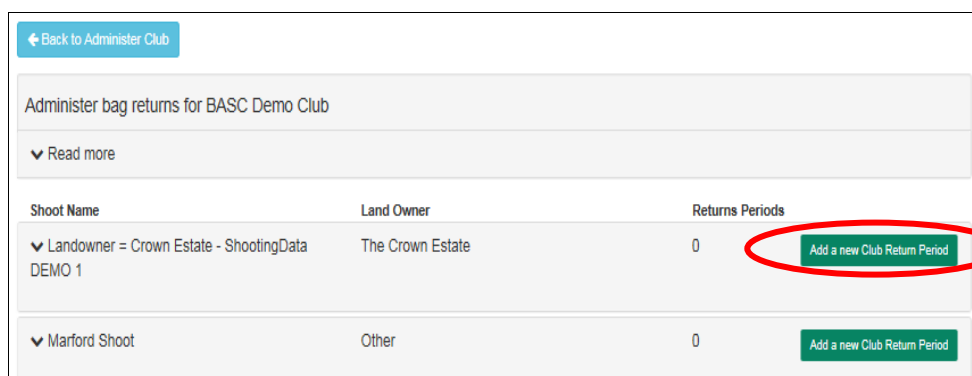 Back to Administer Club
Administer bag returns for BASC Demo Club
Read more
Shoot Name Land Owner Returns Periods
Landowner = Crown Estate - ShootingData The Crown Estate 0 Add a new Club Return Period
DEMO 1
Marford Shoot Other 0 Add a new Club Return Period